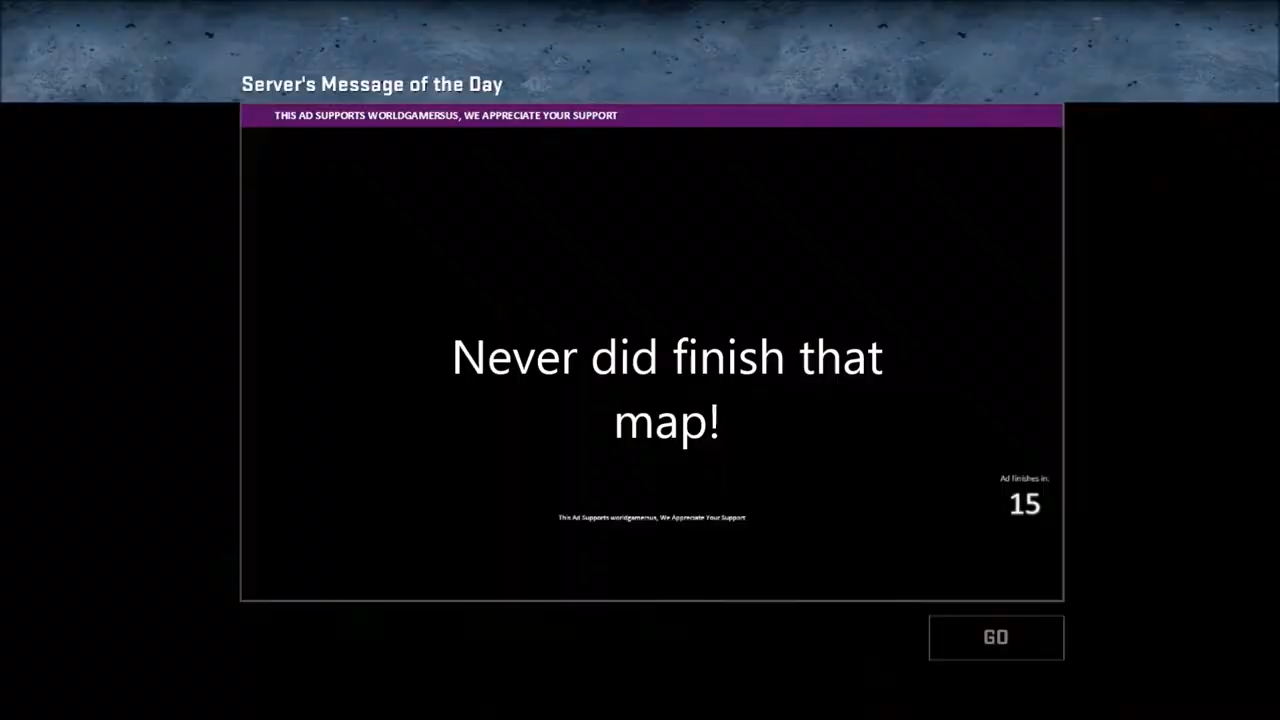 Server's Message of the Day
THIS AD SUPPORTS WORLDGAMERSUS, WE APPRECIATE YOUR SUPPORT
Never did finish that
map!
Ad finishes in:
15
This Ad Supports worldgamersus, We Appreciate Your Support
GO